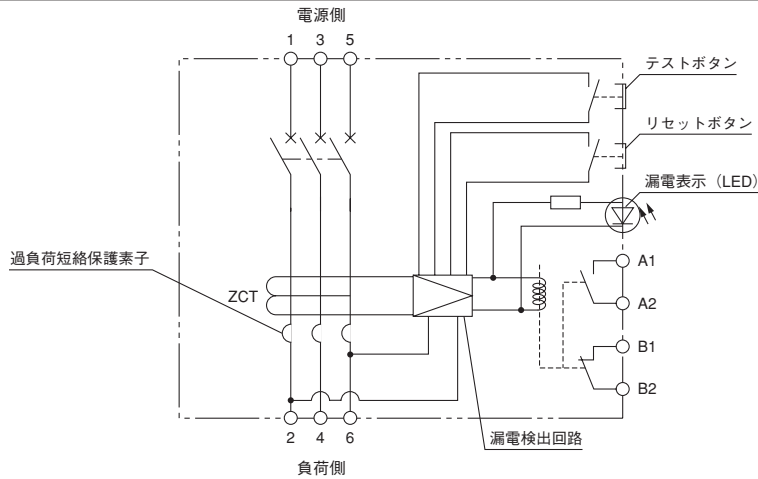 電源側
1 3 5
テストボタン
リセットボタン
漏電表示（LED）
過負荷短絡保護素子
ZCT
A1
A2
B1
B2
2 4 6
漏電検出回路
負荷側